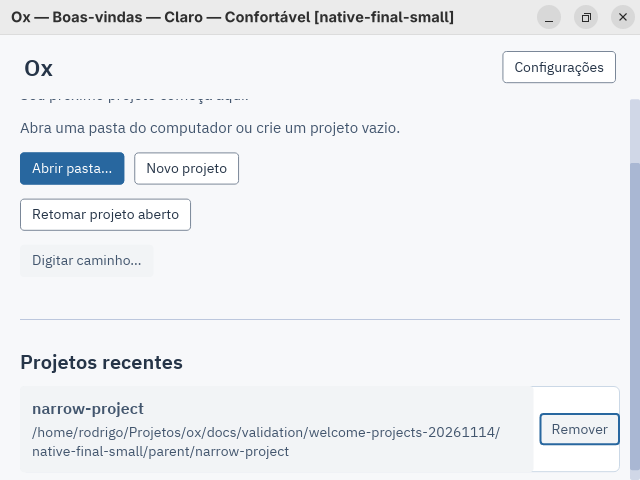 Ox — Boas-vindas — Claro — Confortável [native-final-small]
Ox
Configurações
Abra uma pasta do computador ou crie um projeto vazio.
Abrir pasta...
Novo projeto
Retomar projeto aberto
Digitar caminho...
Projetos recentes
narrow-project
/home/rodrigo/Projetos/ox/docs/validation/welcome-projects-20261114/
native-final-small/parent/narrow-project
Remover